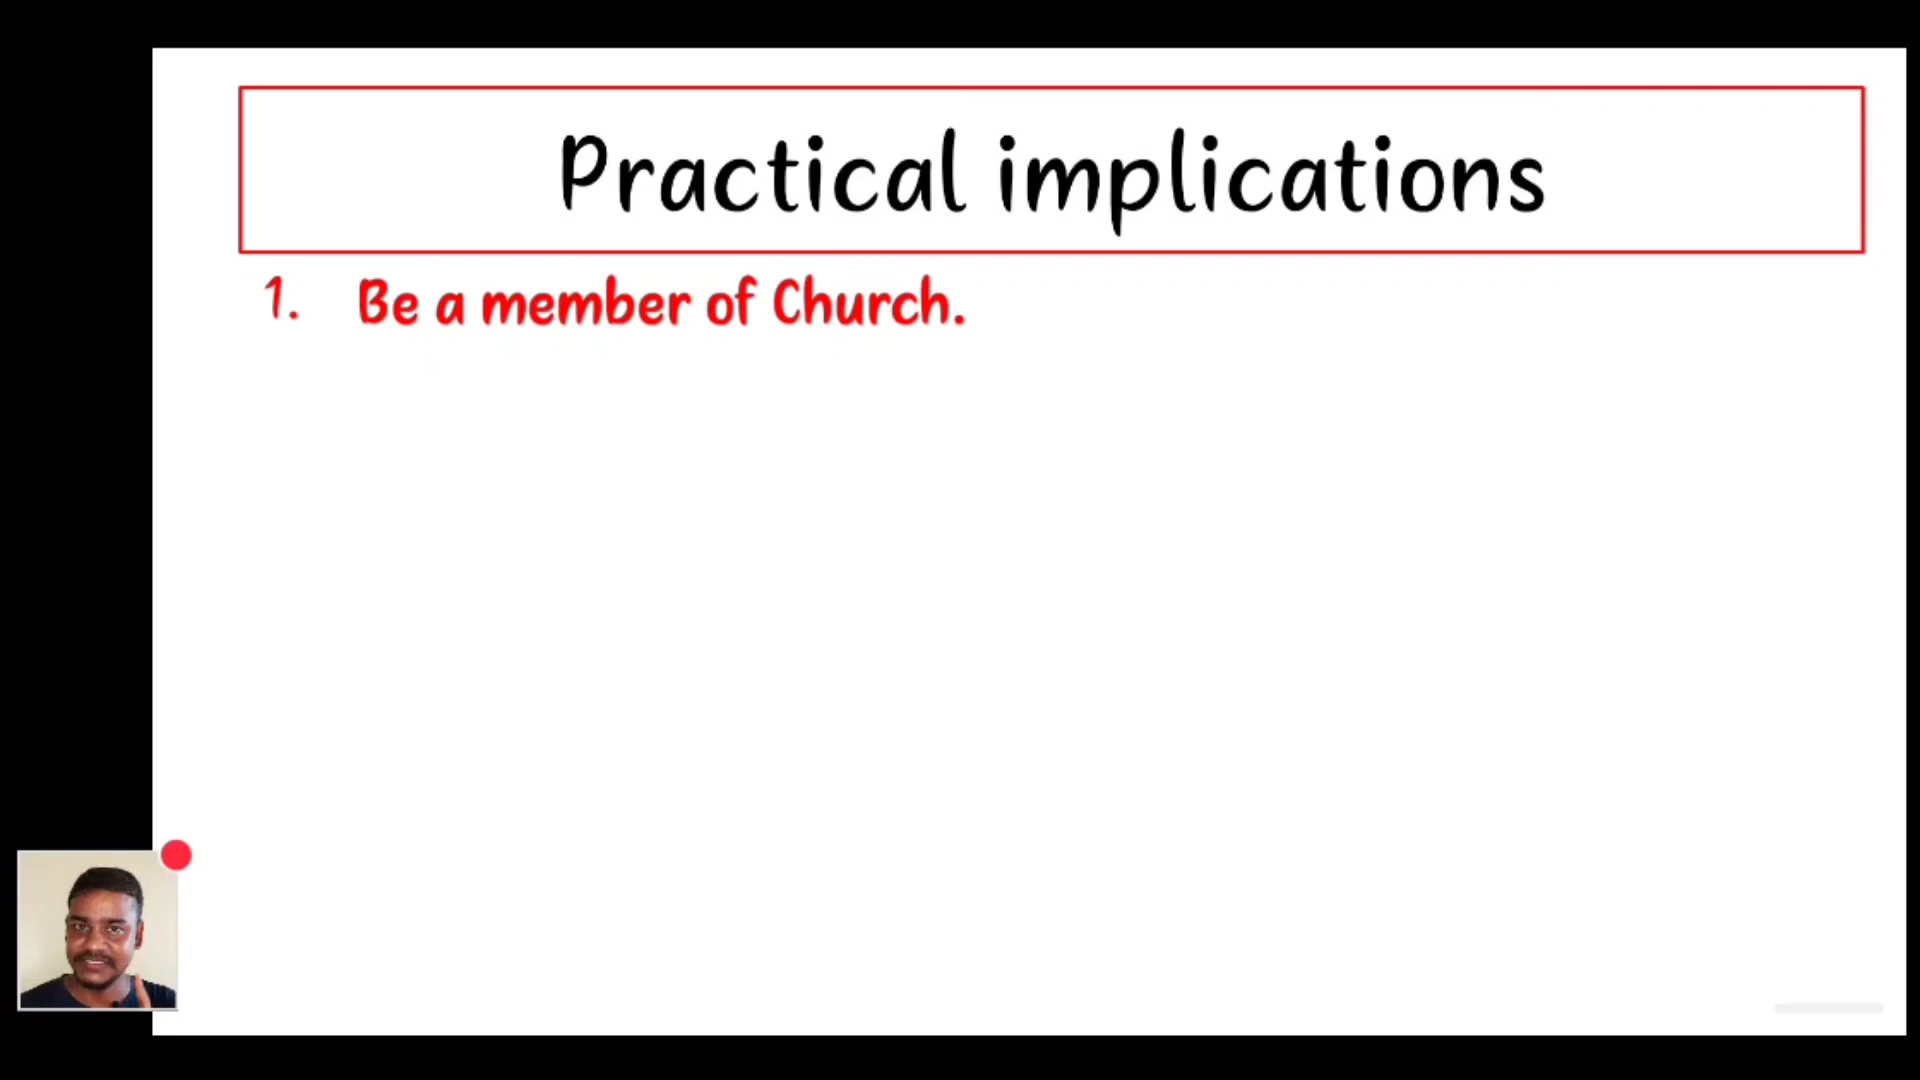 Practical implications
1. Be a member of Church.